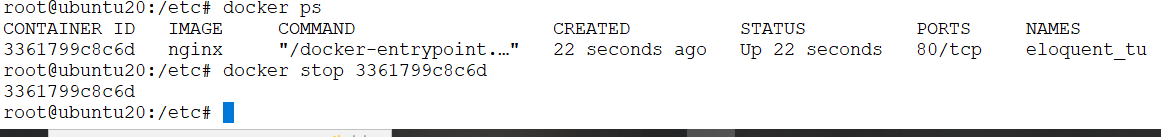 root@ubuntu20:/etc# docker ps
CONTAINER ID   IMAGE     COMMAND                  CREATED          STATUS          PORTS     NAMES
3361799c8c6d   nginx     "/docker-entrypoint.…"   22 seconds ago   Up 22 seconds   80/tcp    eloquent_tu
root@ubuntu20:/etc# docker stop 3361799c8c6d
3361799c8c6d
root@ubuntu20:/etc#